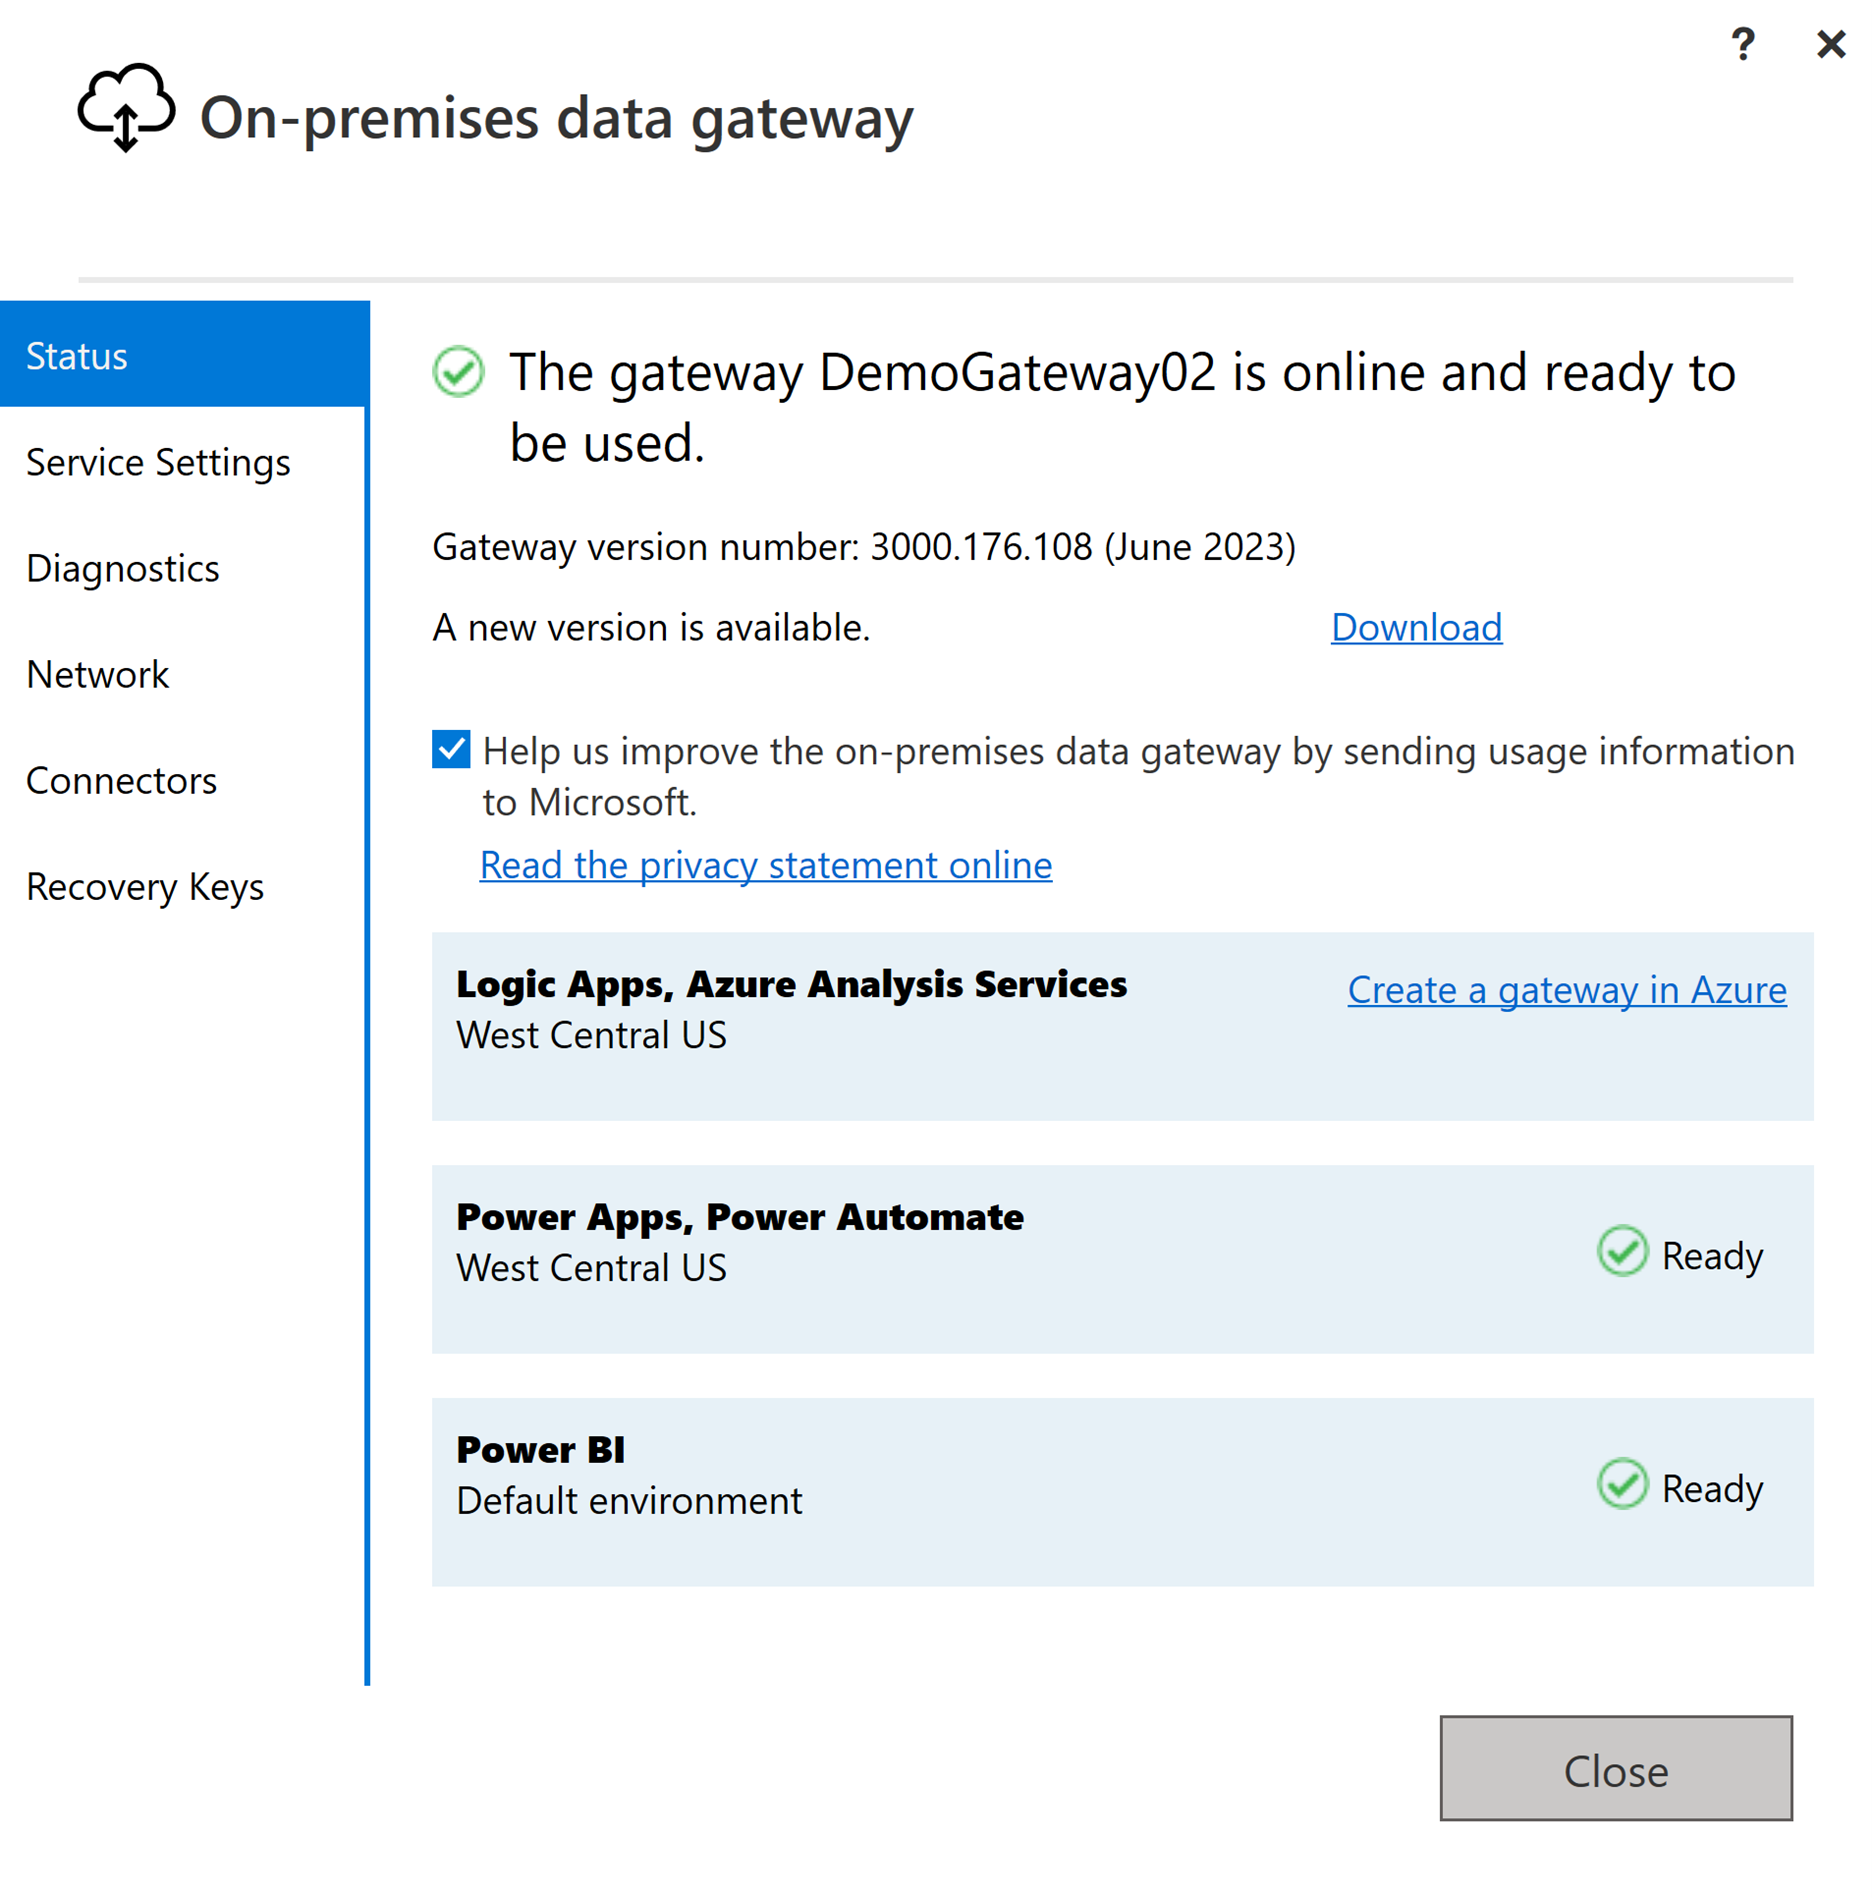 ?
On-premises data gateway
Status
Service Settings
Diagnostics
Network
Connectors
Recovery Keys
The gateway DemoGateway02 is online and ready to
be used.
Gateway version number: 3000.176.108 (June 2023)
A new version is available. Download
Help us improve the on-premises data gateway by sending usage information
to Microsoft.
Read the privacy statement online
Logic Apps, Azure Analysis Services Create a gateway in Azure
West Central US
Power Apps, Power Automate
West Central US
Ready
Power BI
Default environment
Ready
Close